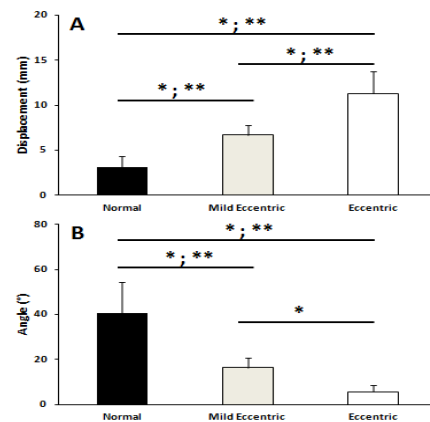 A
20
* ; **
15
* ; **
Displacement (mm)
10
* ; **
5
0
Normal
Mild Eccentric
Eccentric
B
80
* ; **
60
* ; **
Angle (°)
40
*
20
0
Normal
Mild Eccentric
Eccentric